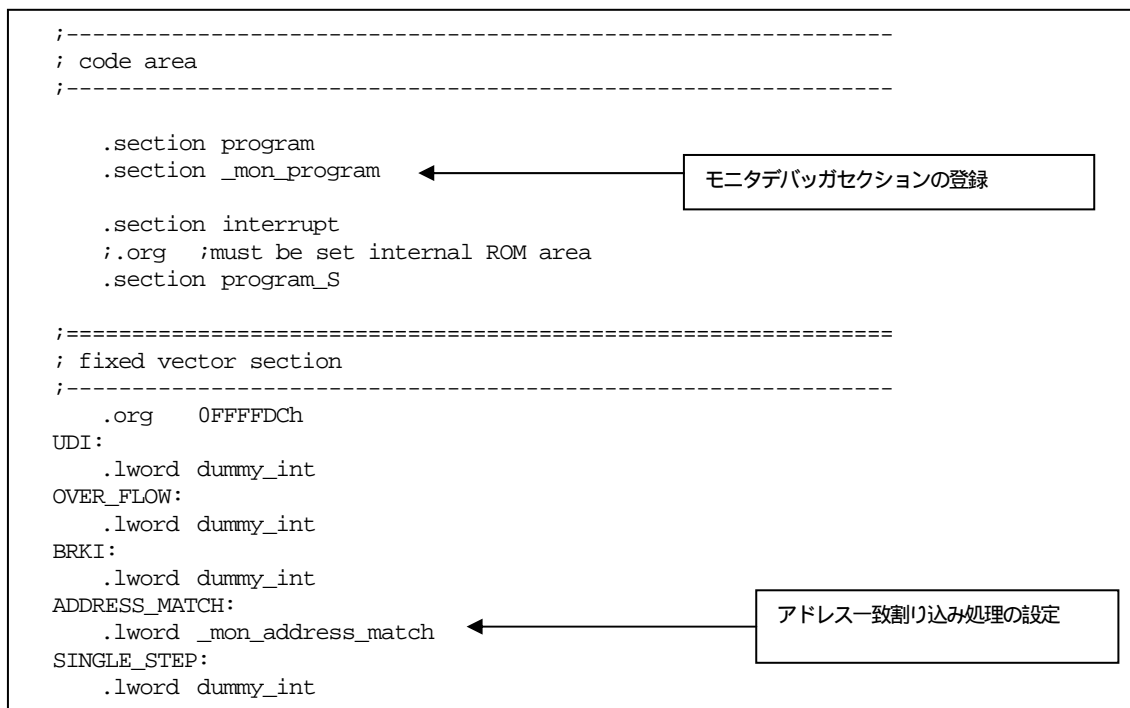 ;---------------------------------------------------------------
; code area
;---------------------------------------------------------------
.section program
.section _mon_program
モニタデバッガセクションの登録
.section interrupt
;.org ;must be set internal ROM area
.section program_S
;===============================================================
; fixed vector section
;---------------------------------------------------------------
.org 0FFFFDCh
UDI:
.lword dummy_int
OVER_FLOW:
.lword dummy_int
BRKI:
.lword dummy_int
ADDRESS_MATCH:
.lword _mon_address_match
アドレス一致割り込み処理の設定
SINGLE_STEP:
.lword dummy_int